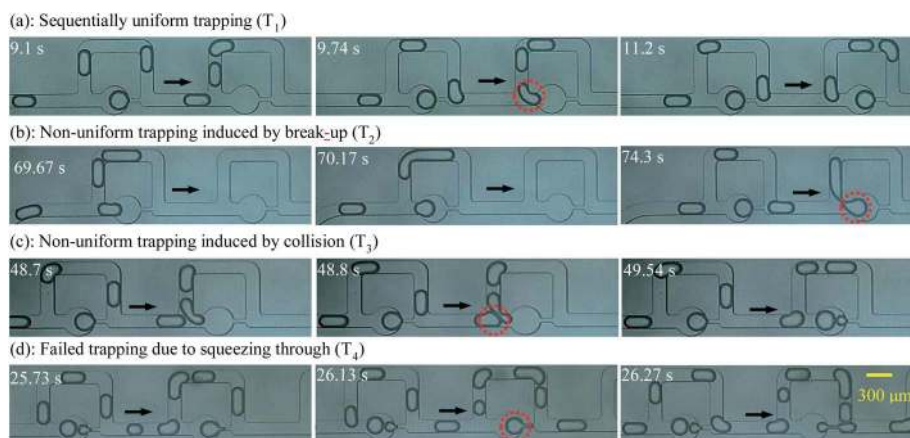 (a): Sequentially uniform trapping (T1)
9.1 s
9.74 s
11.2 s
(b): Non-uniform trapping induced by break-up (T2)
69.67 s
70.17 s
74.3 s
(c): Non-uniform trapping induced by collision (T3)
48.7 s
48.8 s
49.54 s
(d): Failed trapping due to squeezing through (T4)
25.73 s
26.13 s
26.27 s
300 μm